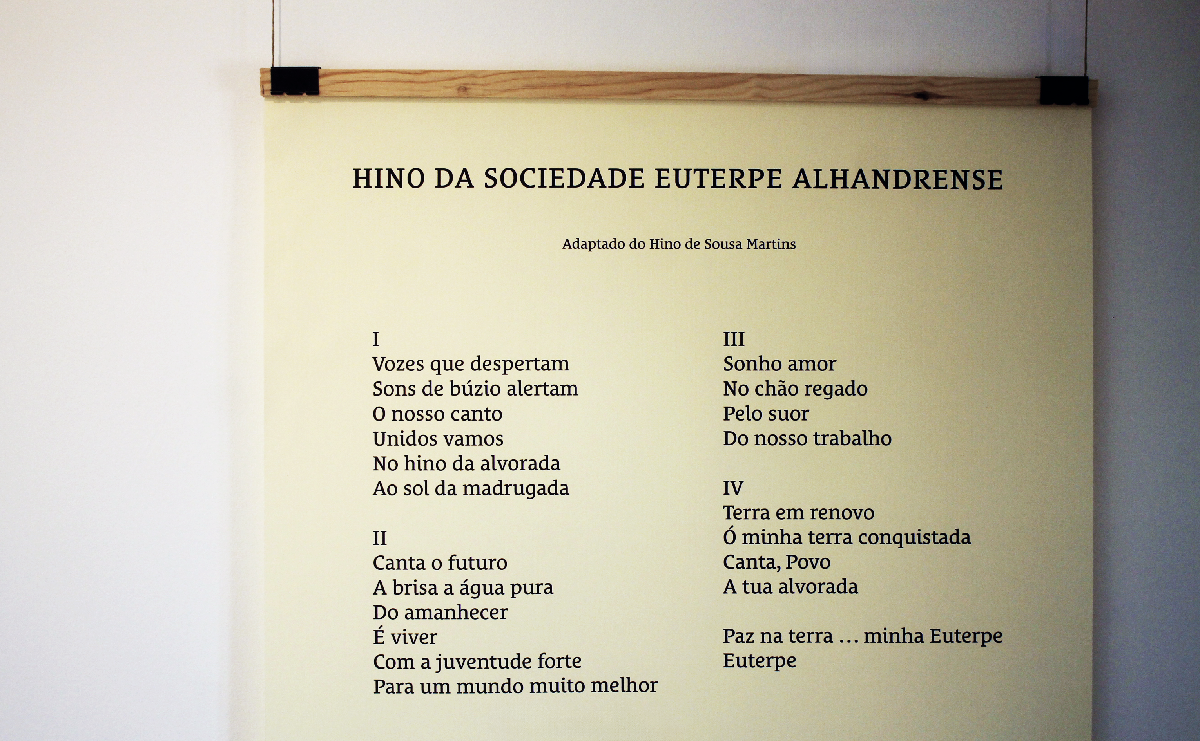 HINO DA SOCIEDADE EUTERPE ALHANDRENSE
Adaptado do Hino de Sousa Martins
I
Vozes que despertam
Sons de búzio alertam
O nosso canto
Unidos vamos
No hino da alvorada
Ao sol da madrugada
II
Canta o futuro
A brisa a água pura
Do amanhecer
É viver
Com a juventude forte
Para um mundo muito melhor
III
Sonho amor
No chão regado
Pelo suor
Do nosso trabalho
IV
Terra em renovo
Ó minha terra conquistada
Canta, Povo
A tua alvorada
Paz na terra ... minha Euterpe
Euterpe